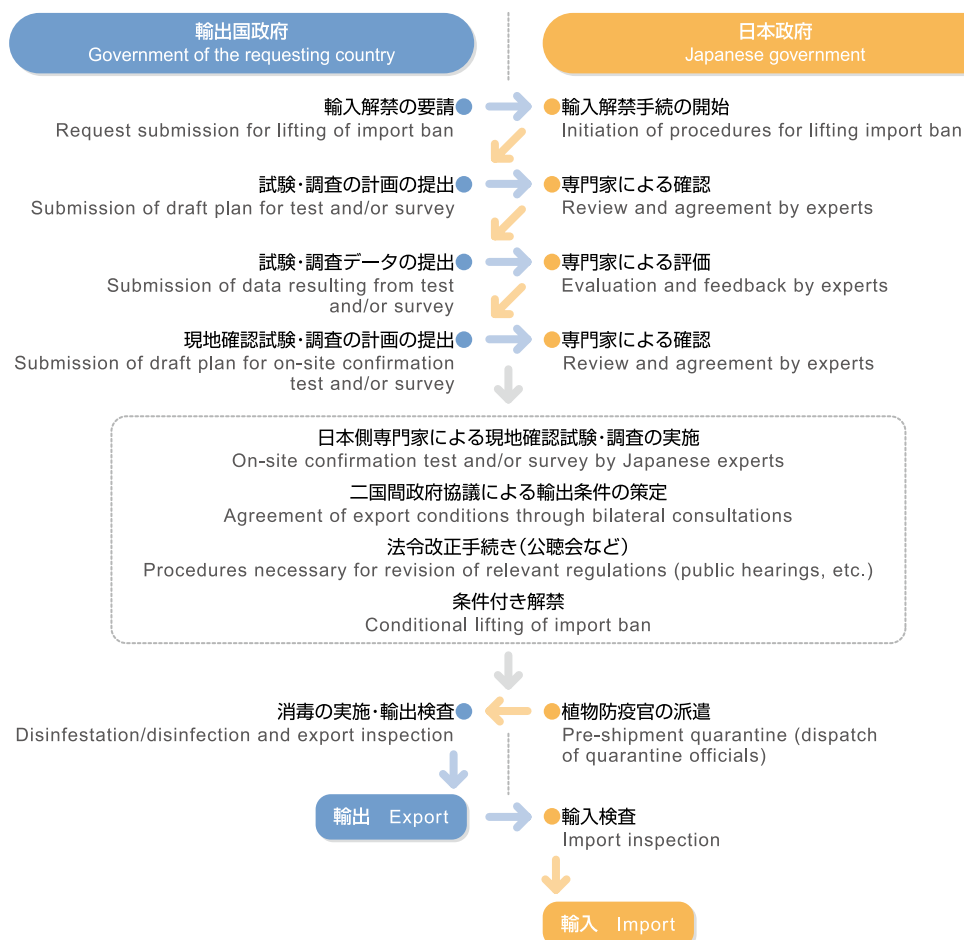 輸出国政府
Government of the requesting country
日本政府
Japanese government
輸入解禁の要請
Request submission for lifting of import ban
輸入解禁手続の開始
Initiation of procedures for lifting import ban
試験・調査の計画の提出
Submission of draft plan for test and/or survey
専門家による確認
Review and agreement by experts
試験・調査データの提出
Submission of data resulting from test
and/or survey
専門家による評価
Evaluation and feedback by experts
現地確認試験・調査の計画の提出
Submission of draft plan for on-site confirmation
test and/or survey
専門家による確認
Review and agreement by experts
日本側専門家による現地確認試験・調査の実施
On-site confirmation test and/or survey by Japanese experts
二国間政府協議による輸出条件の策定
Agreement of export conditions through bilateral consultations
法令改正手続き(公聴会など)
Procedures necessary for revision of relevant regulations (public hearings, etc.)
条件付き解禁
Conditional lifting of import ban
消毒の実施・輸出検査
Disinfestation/disinfection and export inspection
植物防疫官の派遣
Pre-shipment quarantine (dispatch
of quarantine officials)
輸出 Export
輸入検査
Import inspection
輸入 Import